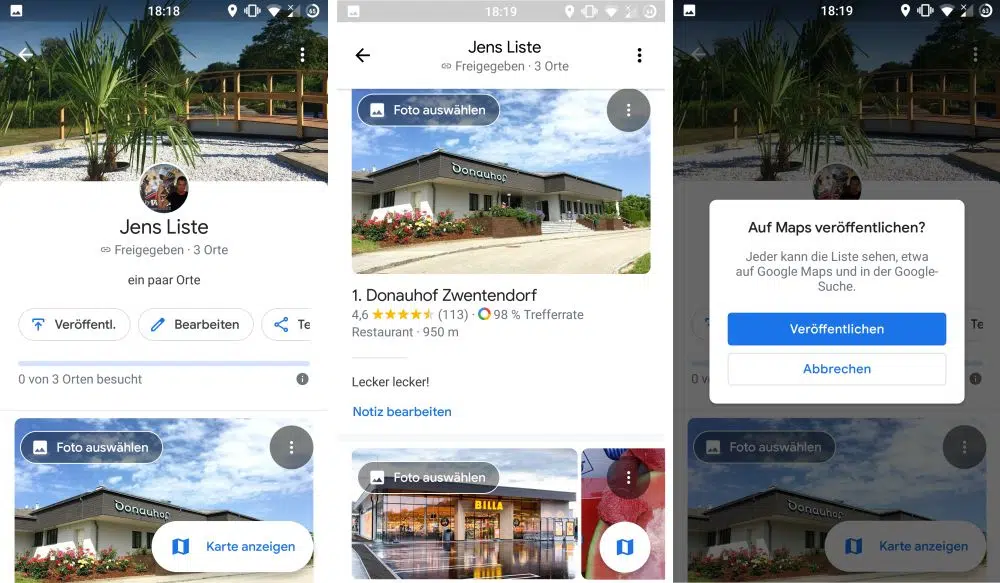 18:18
65
Jens Liste
Freigegeben · 3 Orte
ein paar Orte
Veröffentl.
Bearbeiten
Te
0 von 3 Orten besucht
Foto auswählen
Donauhof
Karte anzeigen
18:19
Jens Liste
Freigegeben · 3 Orte
Foto auswählen
Donauhof
1. Donauhof Zwentendorf
4,6 (113) · 98 % Trefferrate
Restaurant · 950 m
Lecker lecker!
Notiz bearbeiten
Foto auswählen
BILLA
18:19
Auf Maps veröffentlichen?
Jeder kann die Liste sehen, etwa
auf Google Maps und in der Google-
Suche.
Veröffentlichen
Abbrechen
Te
0 v
Foto auswählen
Donauhof
Karte anzeigen